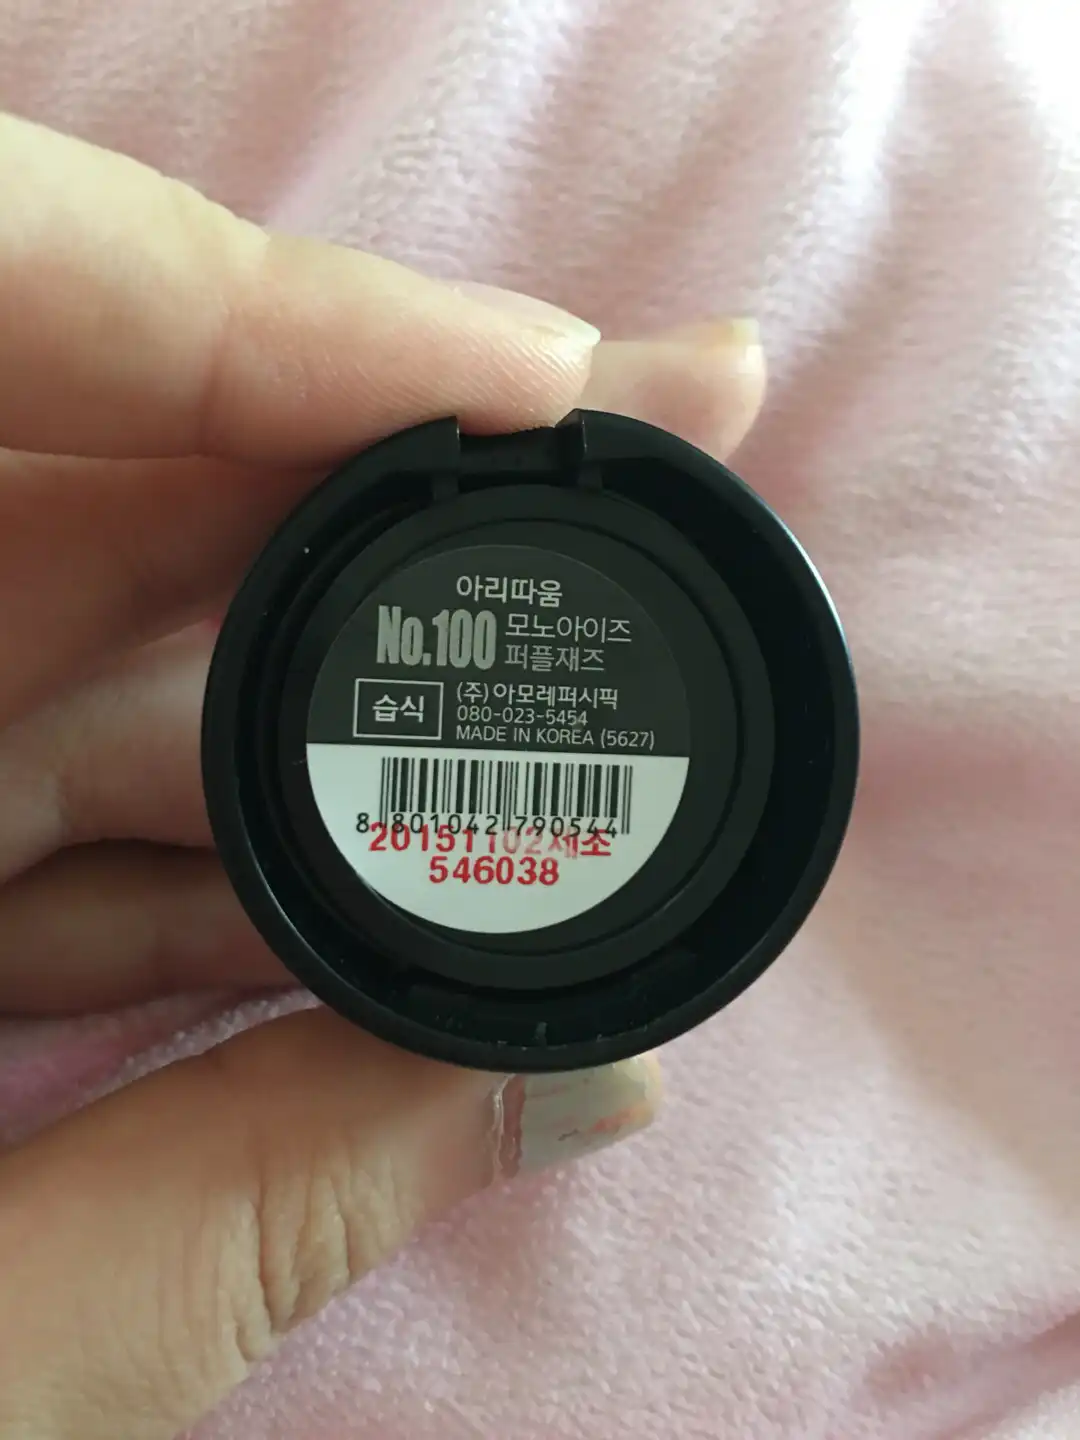 아리따움
No.100 모노아이즈
퍼플재즈
습식
(주)아모레퍼시픽
080-023-5454
MADE IN KOREA (5627)
8 801042 790544
20151102제조
546038